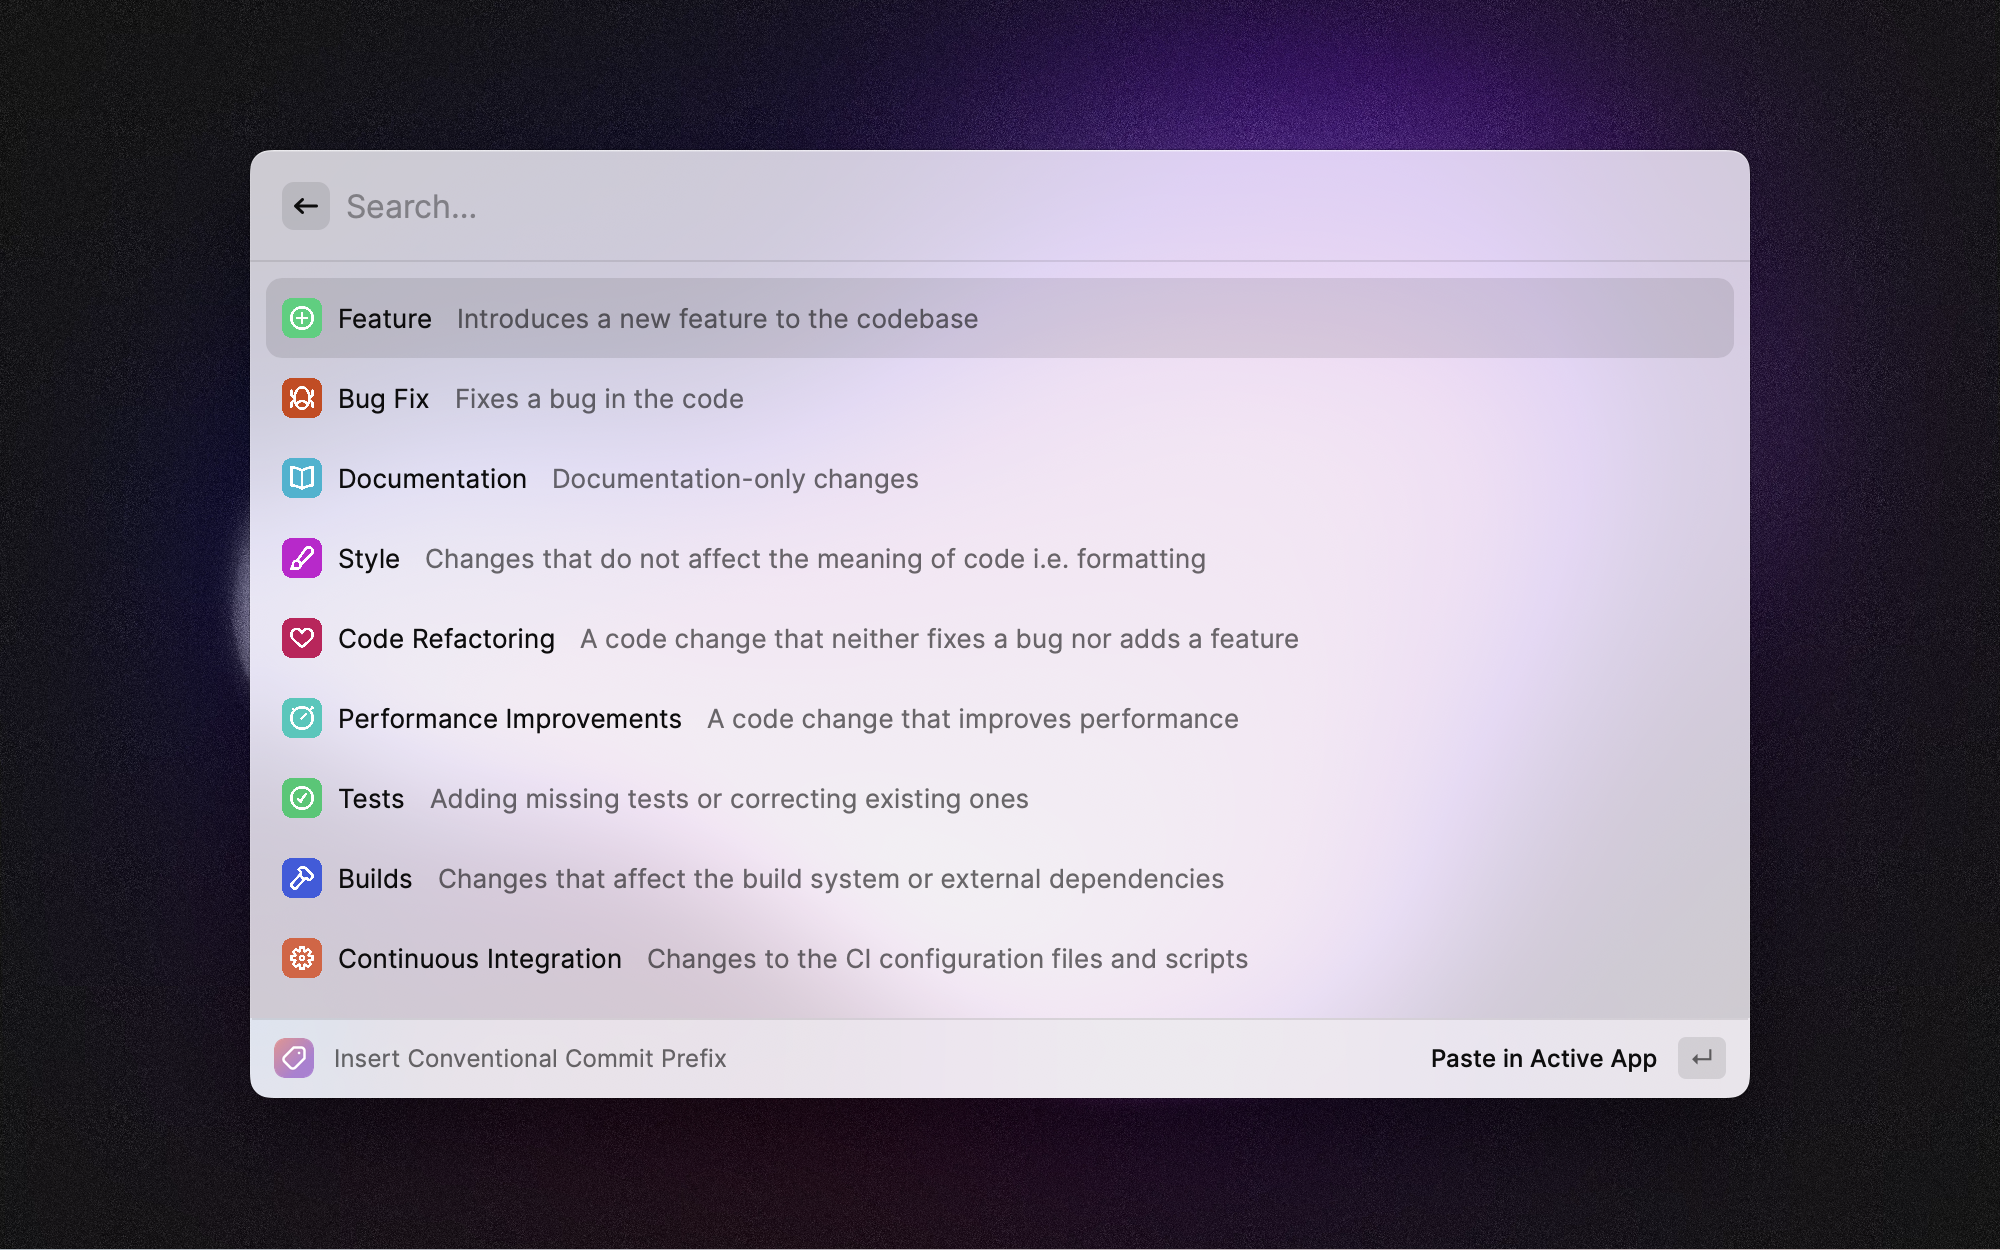 Search...
Feature Introduces a new feature to the codebase
Bug Fix Fixes a bug in the code
Documentation Documentation-only changes
Style Changes that do not affect the meaning of code i.e. formatting
Code Refactoring A code change that neither fixes a bug nor adds a feature
Performance Improvements A code change that improves performance
Tests Adding missing tests or correcting existing ones
Builds Changes that affect the build system or external dependencies
Continuous Integration Changes to the CI configuration files and scripts
Insert Conventional Commit Prefix Paste in Active App